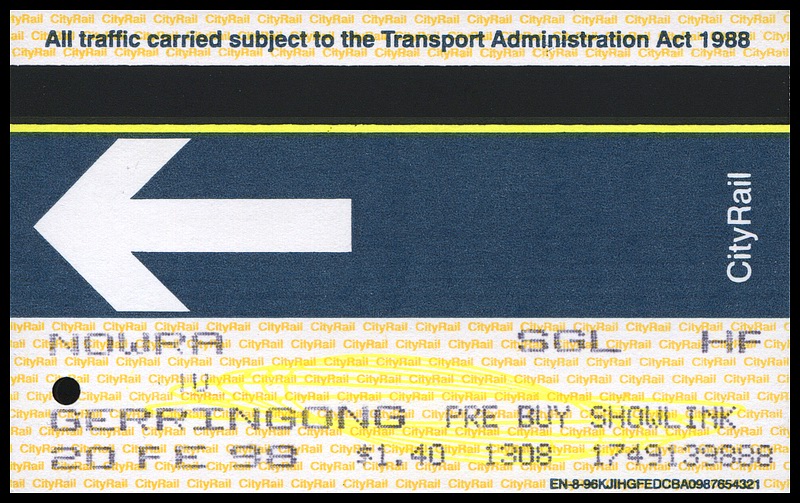 All traffic carried subject to the Transport Administration Act 1988
CityRail
NOWRA SGL HF
TO
GERRINGONG PRE BUY SHOWLINK
20 FE 98 $1.40 1308 1749139888
EN-8-96KJIHGFEDCBA0987654321